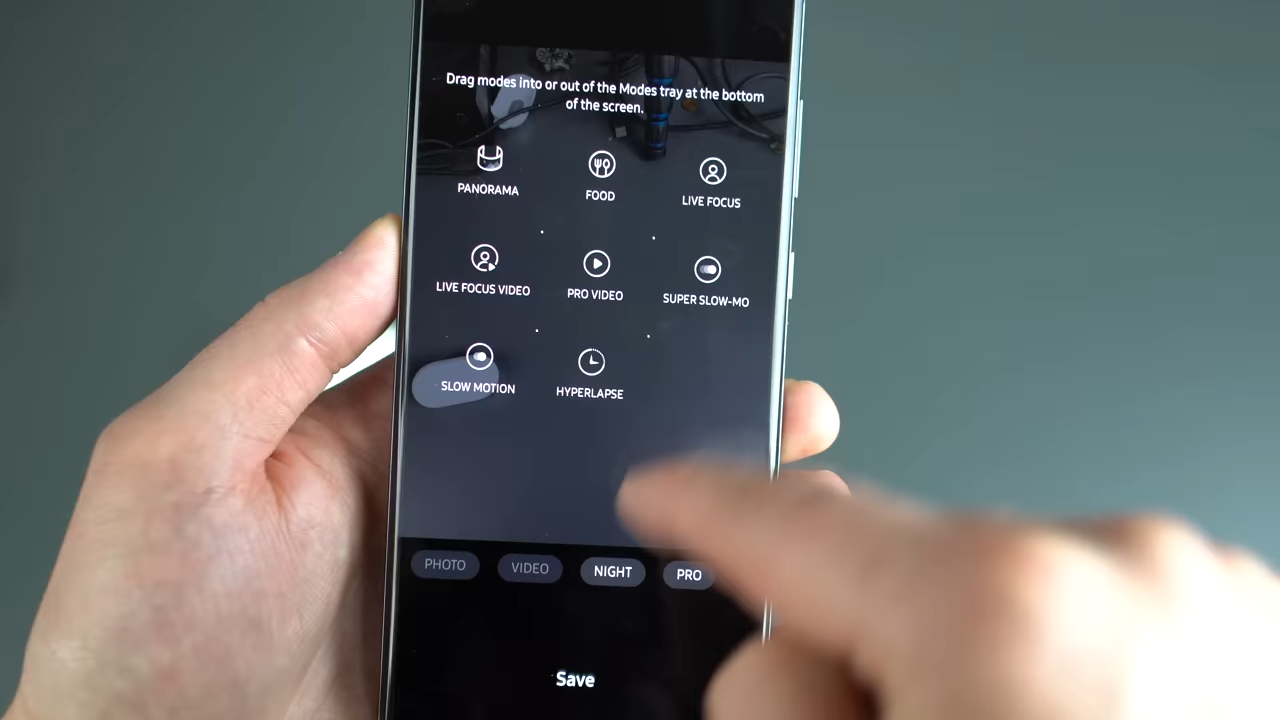 Drag modes into or out of the Modes tray at the bottom
of the screen.
PANORAMA
FOOD
LIVE FOCUS
LIVE FOCUS VIDEO
PRO VIDEO
SUPER SLOW-MO
SLOW MOTION
HYPERLAPSE
PHOTO
VIDEO
NIGHT
PRO
Save